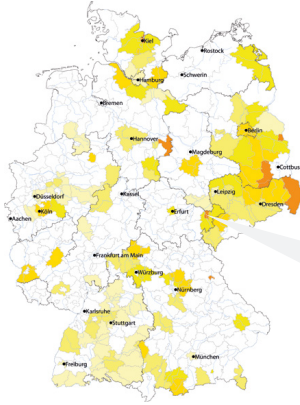 Kiel
Rostock
Hamburg
Schwerin
Bremen
Berlin
Hannover
Magdeburg
Cottbus
Düsseldorf
Kassel
Leipzig
Dresden
Köln
Erfurt
Aachen
Frankfurt am Main
Würzburg
Nürnberg
Karlsruhe
Stuttgart
München
Freiburg